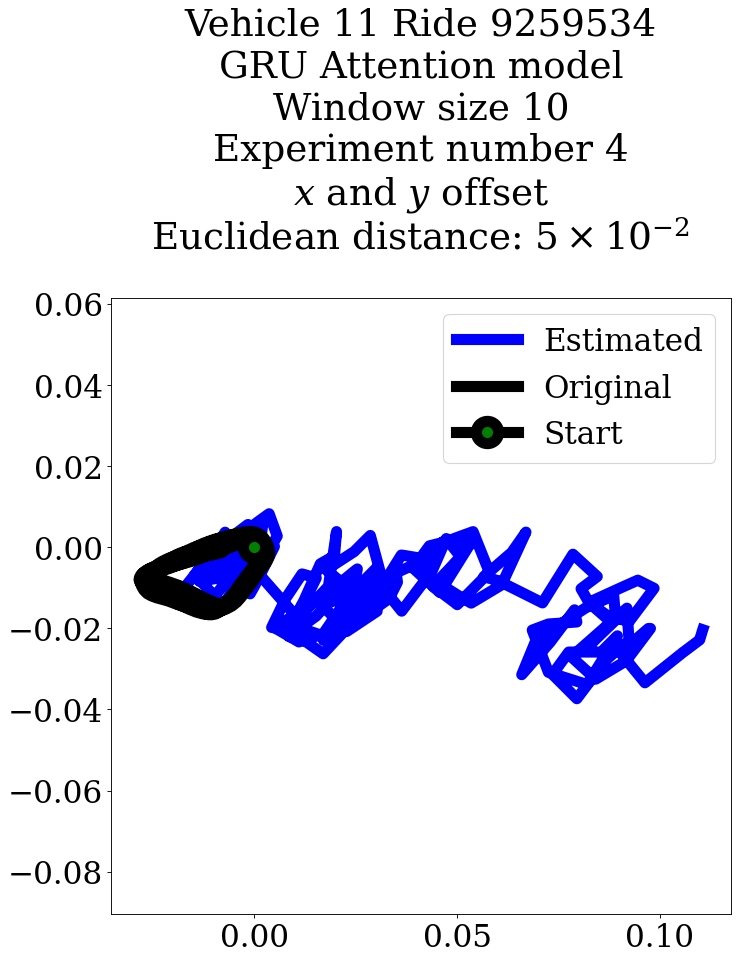 Vehicle 11 Ride 9259534
GRU Attention model
Window size 10
Experiment number 4
x and y offset
Euclidean distance: 5 × 10⁻²
0.06
0.04
0.02
0.00
−0.02
−0.04
−0.06
−0.08
Estimated
Original
Start
0.00 0.05 0.10